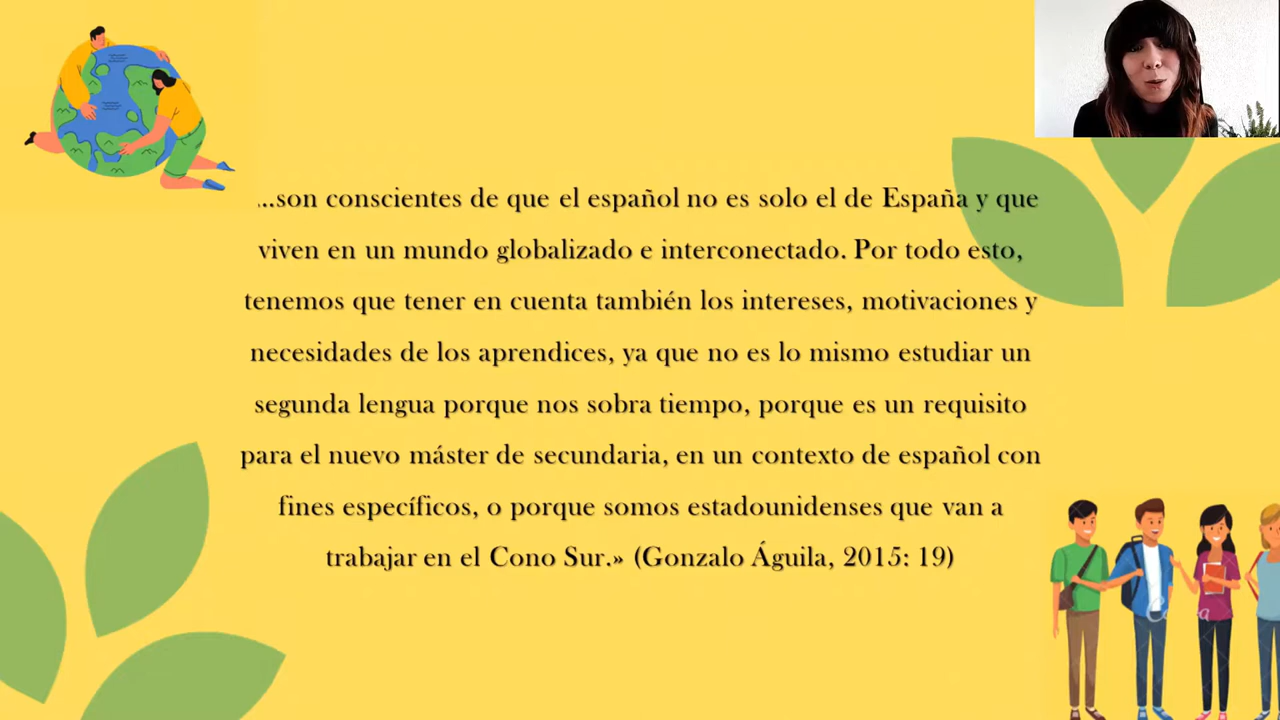 ...son conscientes de que el español no es solo el de España y que
viven en un mundo globalizado e interconectado. Por todo esto,
tenemos que tener en cuenta también los intereses, motivaciones y
necesidades de los aprendices, ya que no es lo mismo estudiar un
segunda lengua porque nos sobra tiempo, porque es un requisito
para el nuevo máster de secundaria, en un contexto de español con
fines específicos, o porque somos estadounidenses que van a
trabajar en el Cono Sur.» (Gonzalo Águila, 2015: 19)